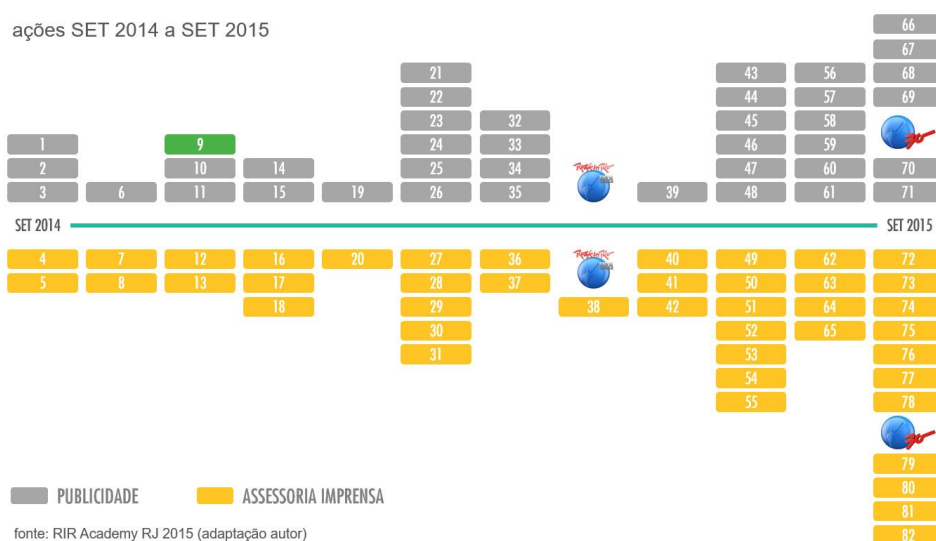 ações SET 2014 a SET 2015
66
67
21 43 56 68
22 44 57 69
23 32 45 58
1 9 24 33 46 59
2 10 14 25 34 47 60 70
3 6 11 15 19 26 35 39 48 61 71
SET 2014 SET 2015
4 7 12 16 20 27 36 40 49 62 72
5 8 13 17 28 37 41 50 63 73
18 29 38 42 51 64 74
30 52 65 75
31 53 76
54 77
55 78
79
80
81
82
PUBLICIDADE ASSESSORIA IMPRENSA
fonte: RIR Academy RJ 2015 (adaptação autor)